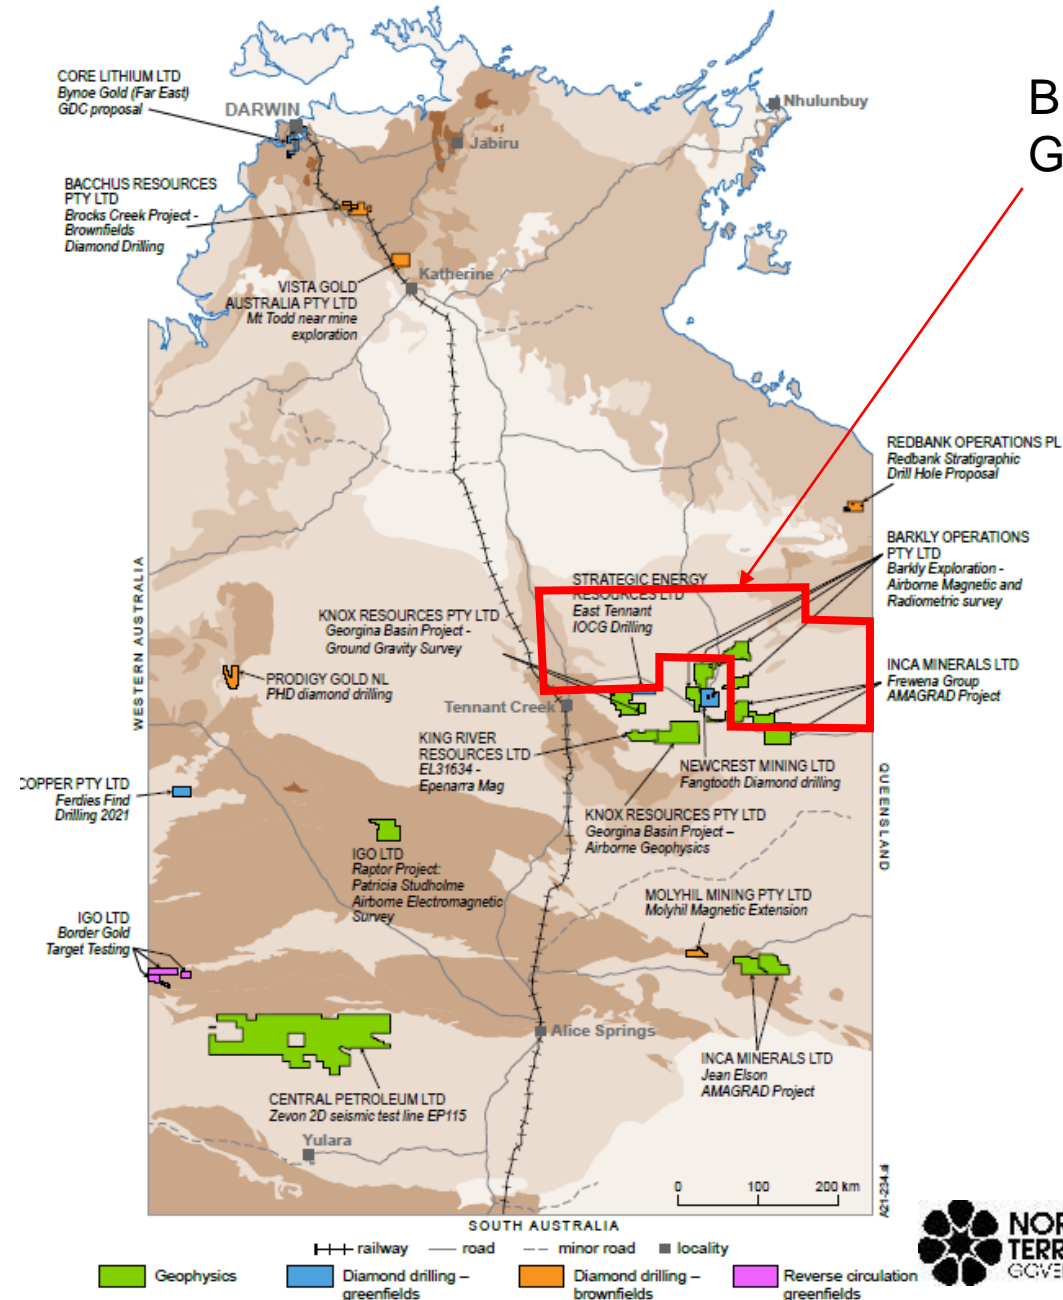 CORE LITHIUM LTD
Bynoe Gold (Far East)
GDC proposal
DARWIN
Nhulunbuy
B
G
Jabiru
BACCHUS RESOURCES
PTY LTD
Brocks Creek Project -
Brownfields
Diamond Drilling
Katherine
VISTA GOLD
AUSTRALIA PTY LTD
Mt Todd near mine
exploration
REDBANK OPERATIONS PL
Redbank Stratigraphic
Drill Hole Proposal
BARKLY OPERATIONS
PTY LTD
Barkly Exploration -
Airborne Magnetic and
Radiometric survey
WESTERN AUSTRALIA
STRATEGIC ENERGY
RESOURCES LTD
East Tennant
IOCG Drilling
KNOX RESOURCES PTY LTD
Georgina Basin Project -
Ground Gravity Survey
INCA MINERALS LTD
Frewena Group
AMAGRAD Project
PRODIGY GOLD NL
PHD diamond drilling
Tennant Creek
KING RIVER
RESOURCES LTD
EL31634 -
Epenarra Mag
NEWCREST MINING LTD
Fangtooth Diamond drilling
QUEENSLAND
COPPER PTY LTD
Ferdies Find
Drilling 2021
KNOX RESOURCES PTY LTD
Georgina Basin Project –
Airborne Geophysics
IGO LTD
Raptor Project:
Patricia Studholme
Airborne Electromagnetic
Survey
MOLYHIL MINING PTY LTD
Molyhil Magnetic Extension
IGO LTD
Border Gold
Target Testing
Alice Springs
INCA MINERALS LTD
Jean Elson
AMAGRAD Project
CENTRAL PETROLEUM LTD
Zevon 2D seismic test line EP115
Yulara
0 100 200 km
A21-234.ai
SOUTH AUSTRALIA
railway road minor road locality
Geophysics
Diamond drilling –
greenfields
Diamond drilling –
brownfields
Reverse circulation
greenfields
NOR
TERR
GOVE